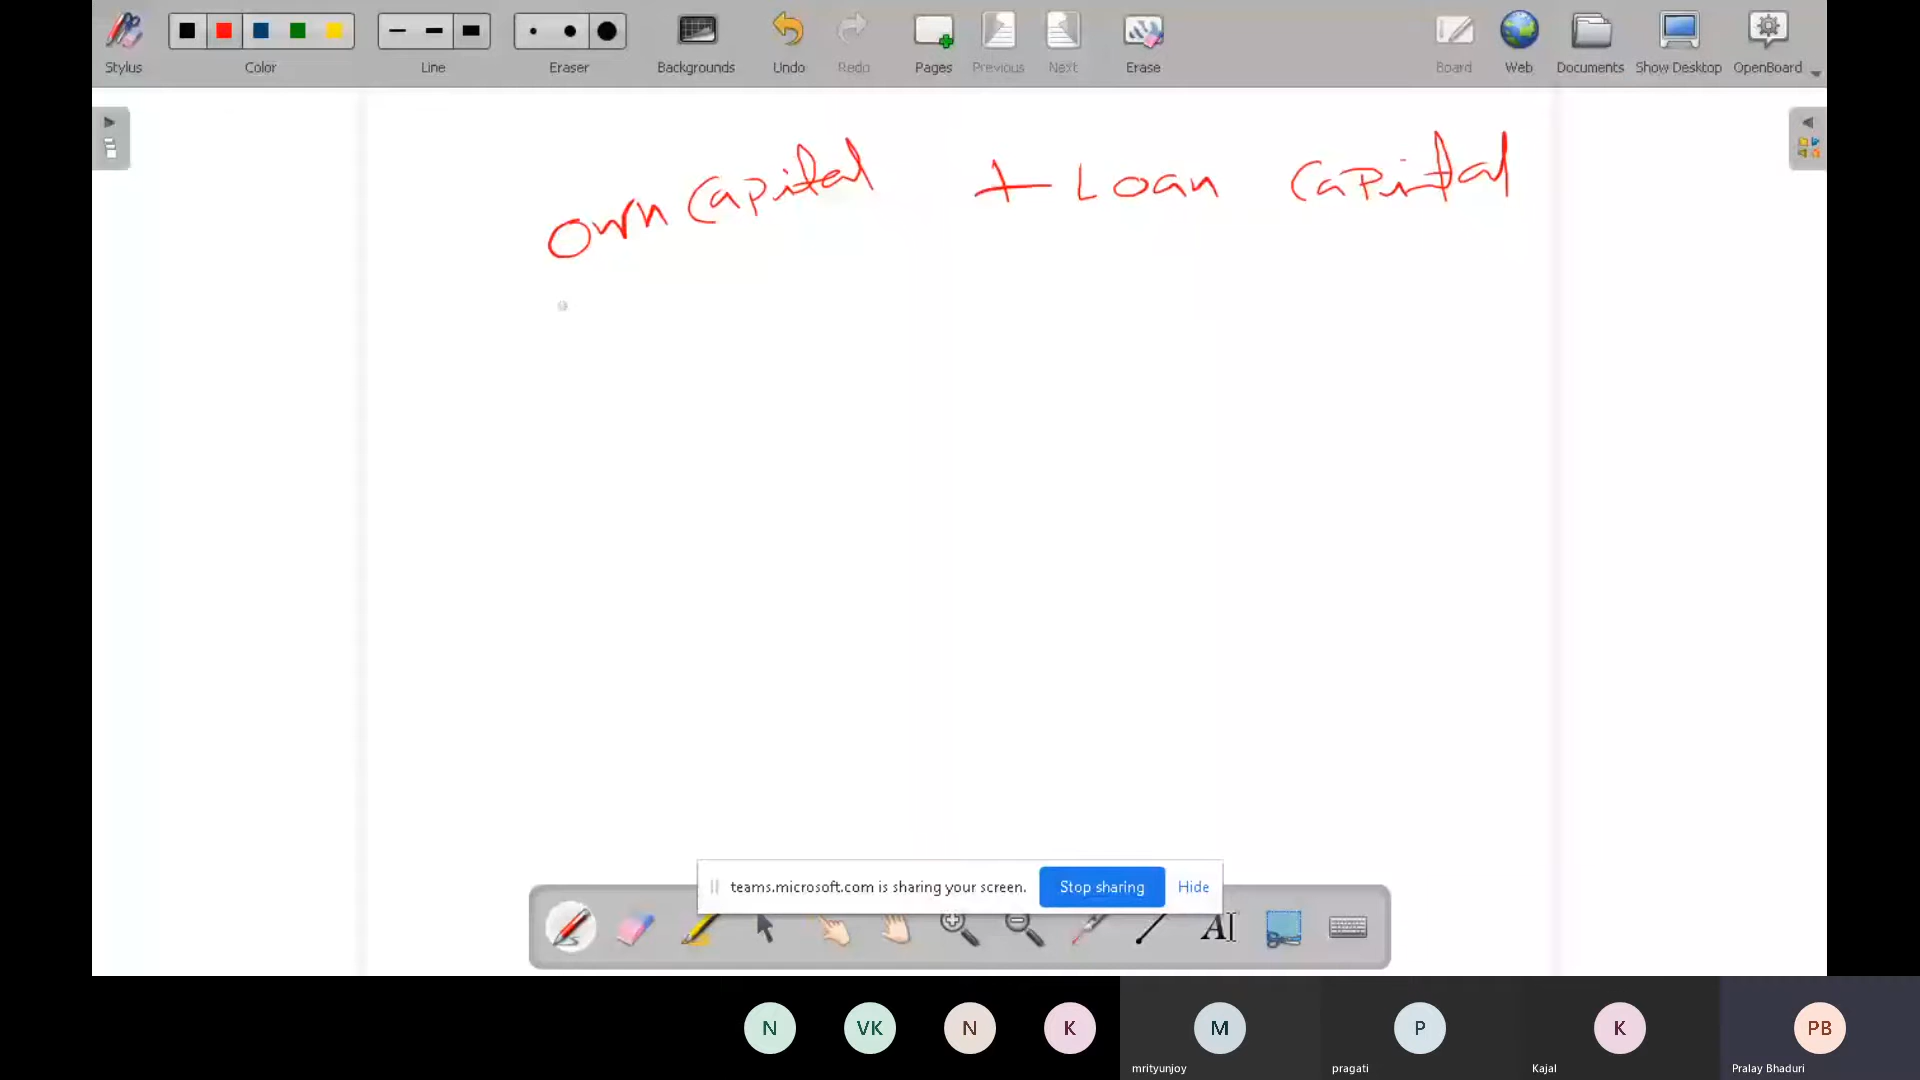 Stylus Color Line Eraser Backgrounds Undo Redo Pages Previous Next Erase Board Web Documents Show Desktop OpenBoard
own capital + Loan capital
teams.microsoft.com is sharing your screen. Stop sharing Hide
AI
N VK N K M P K PB
mrityunjoy pragati Kajal Pralay Bhaduri